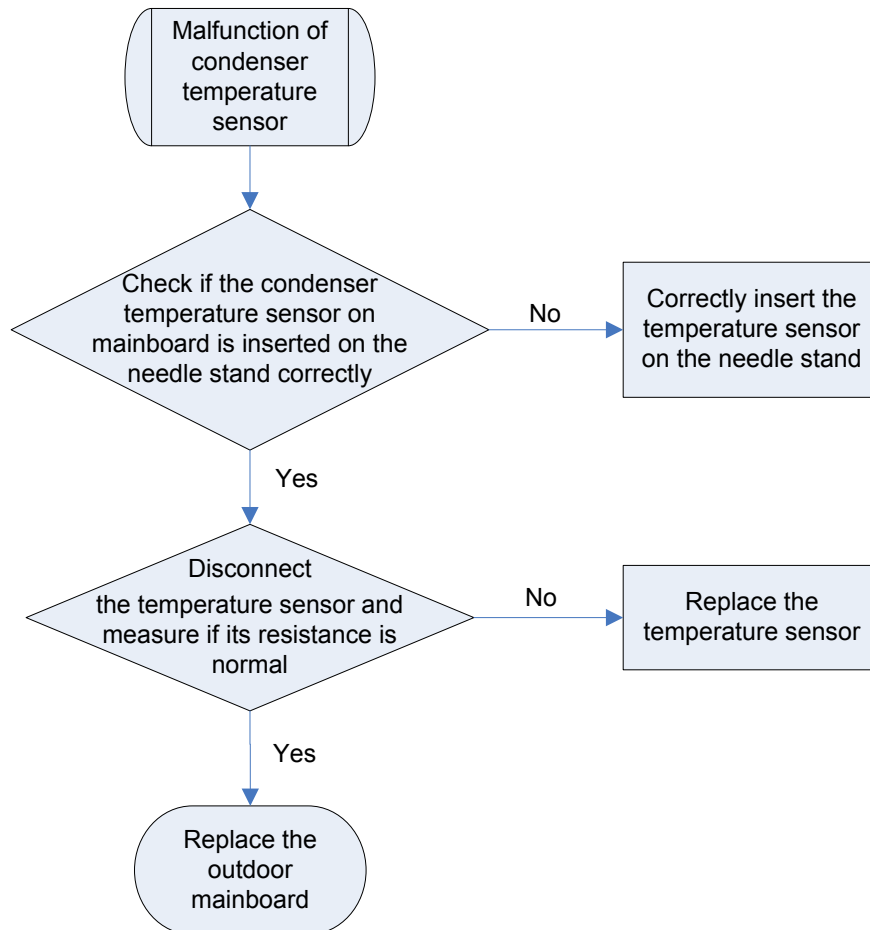 Malfunction of
condenser
temperature
sensor
Check if the condenser
temperature sensor on
mainboard is inserted on the
needle stand correctly
No
Correctly insert the
temperature sensor
on the needle stand
Yes
Disconnect
the temperature sensor and
measure if its resistance is
normal
No
Replace the
temperature sensor
Yes
Replace the
outdoor
mainboard